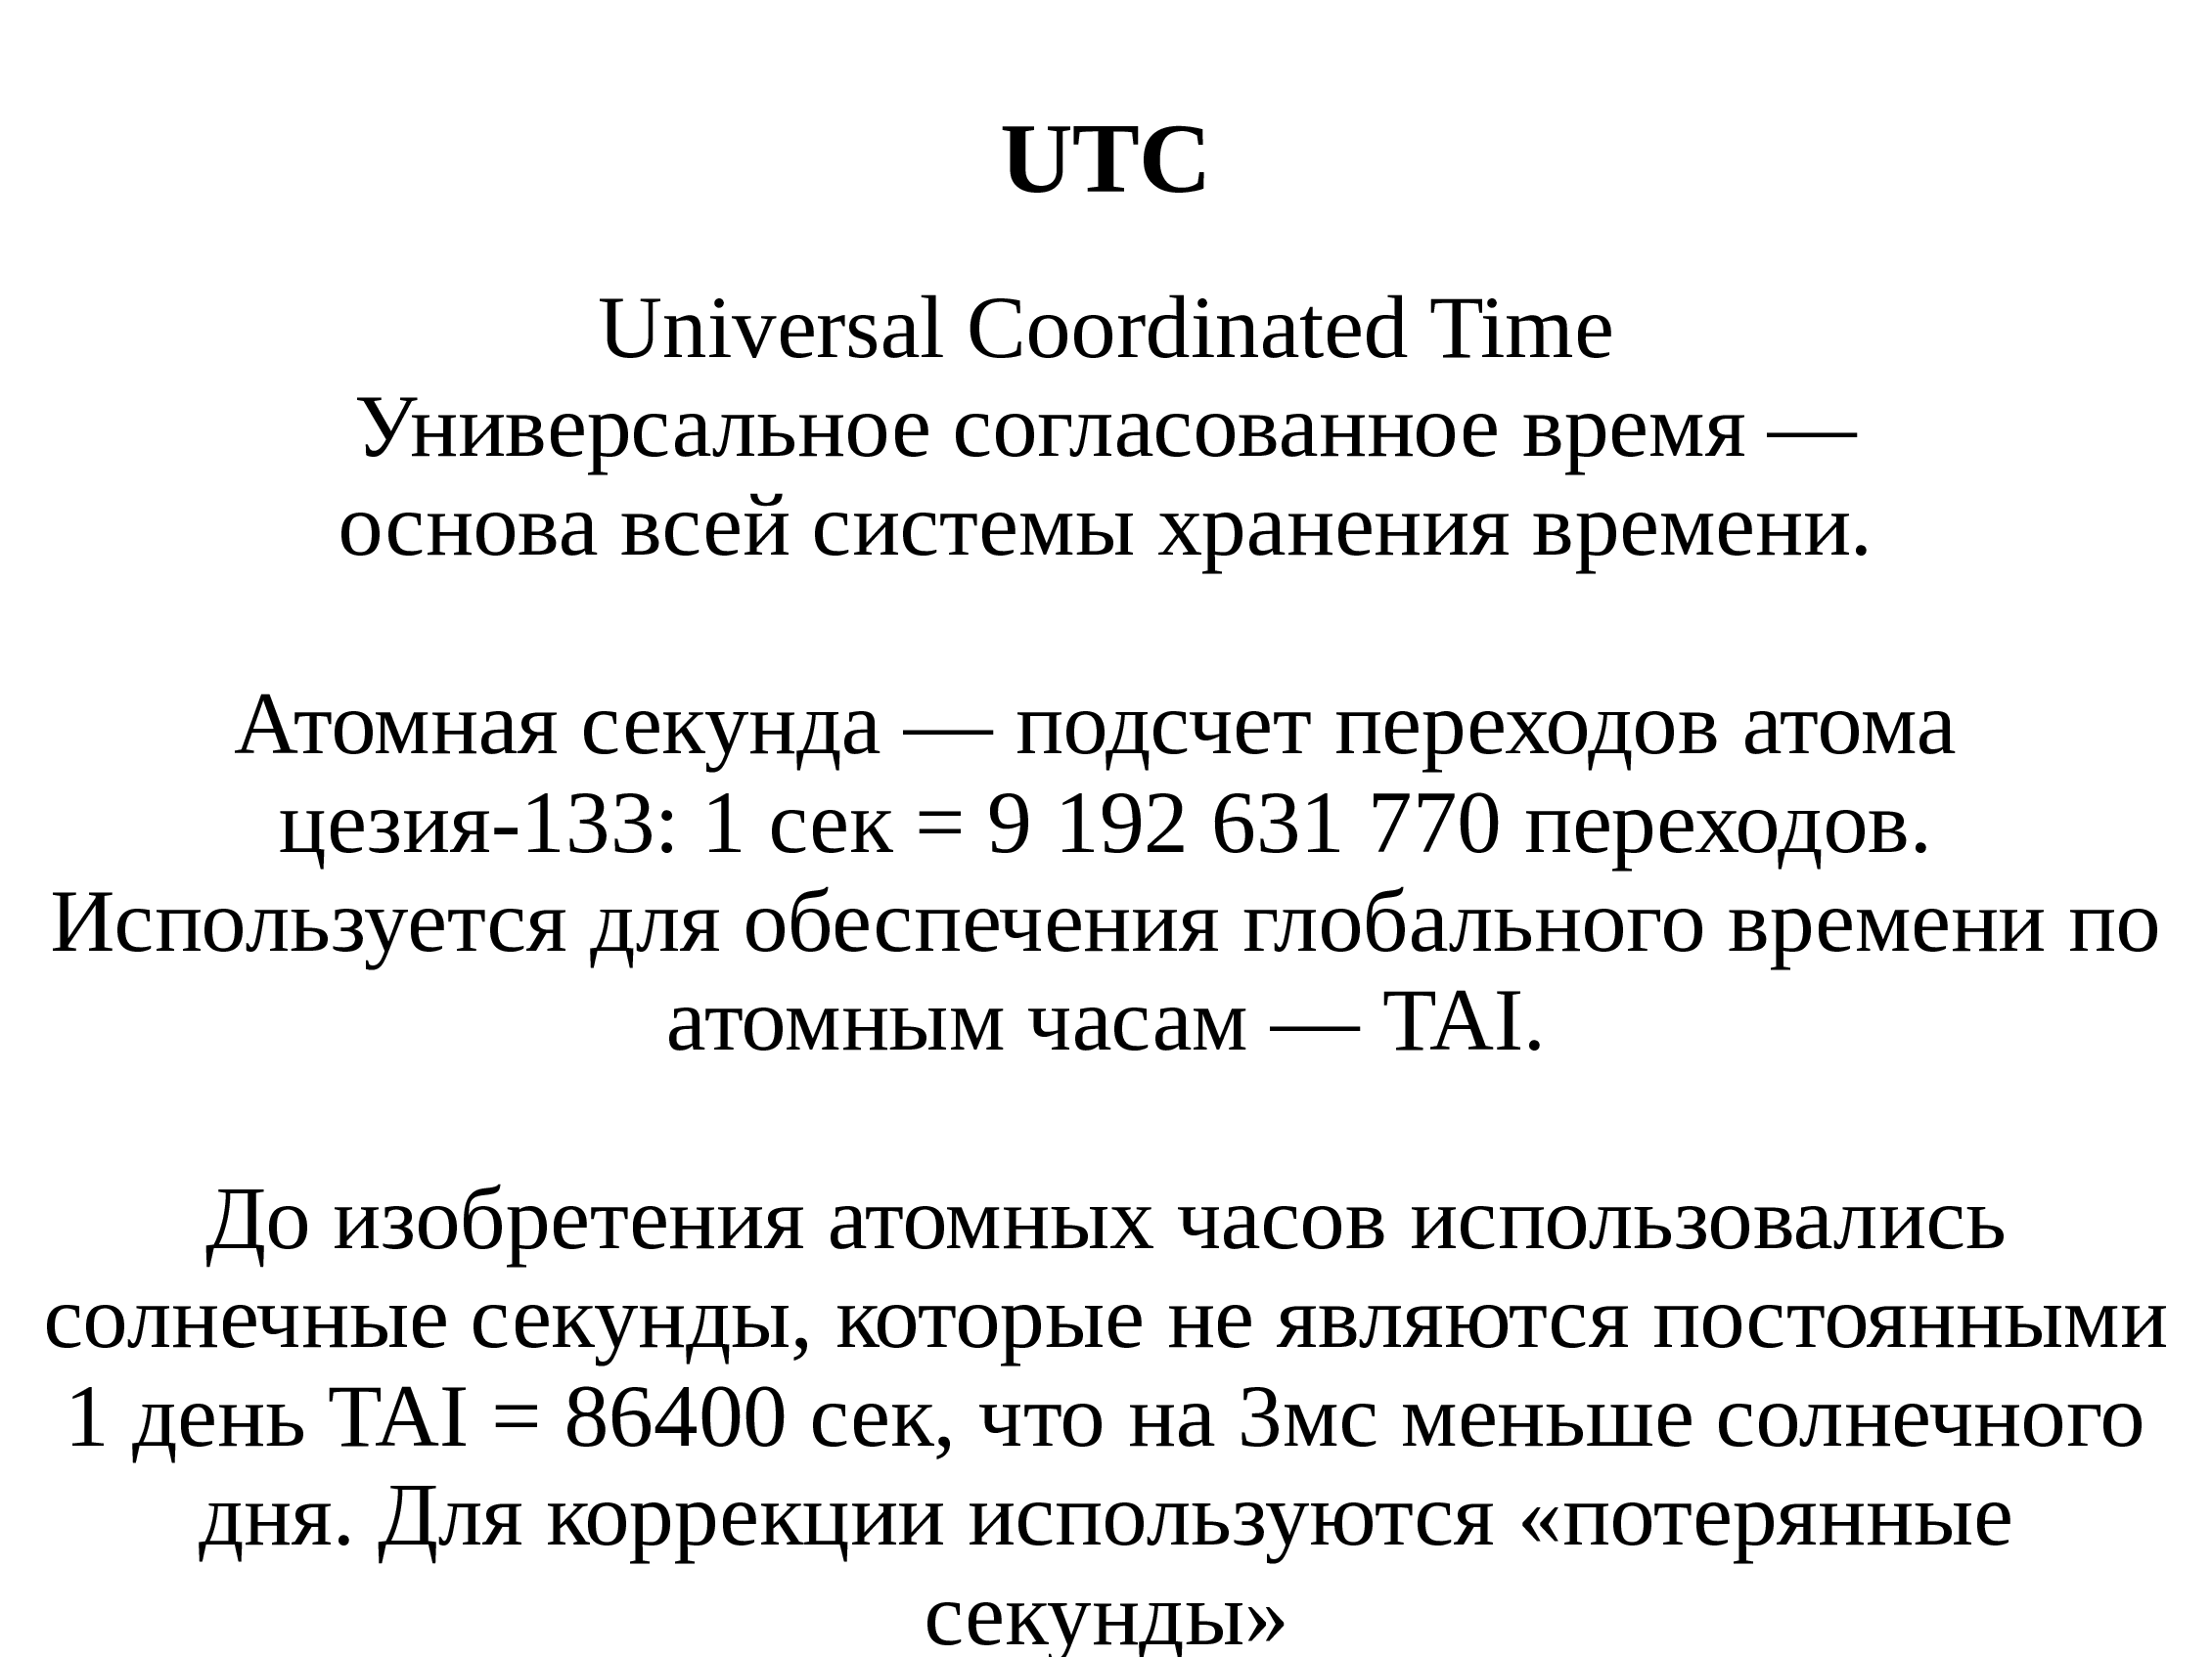 UTC
Universal Coordinated Time
Универсальное согласованное время —
основа всей системы хранения времени.
Атомная секунда — подсчет переходов атома
цезия-133: 1 сек = 9 192 631 770 переходов.
Используется для обеспечения глобального времени по
атомным часам — TAI.
До изобретения атомных часов использовались
солнечные секунды, которые не являются постоянными
1 день TAI = 86400 сек, что на 3мс меньше солнечного
дня. Для коррекции используются «потерянные
секунды»